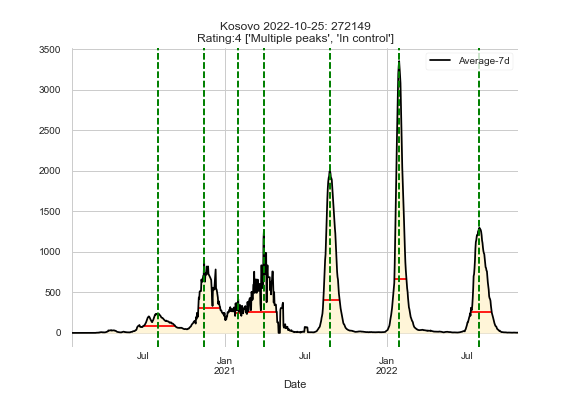 Kosovo 2022-10-25: 272149
Rating:4 ['Multiple peaks', 'In control']
3500
3000
2500
2000
1500
1000
500
0
Average-7d
Jul
Jan
2021
Jul
Jan
2022
Jul
Date